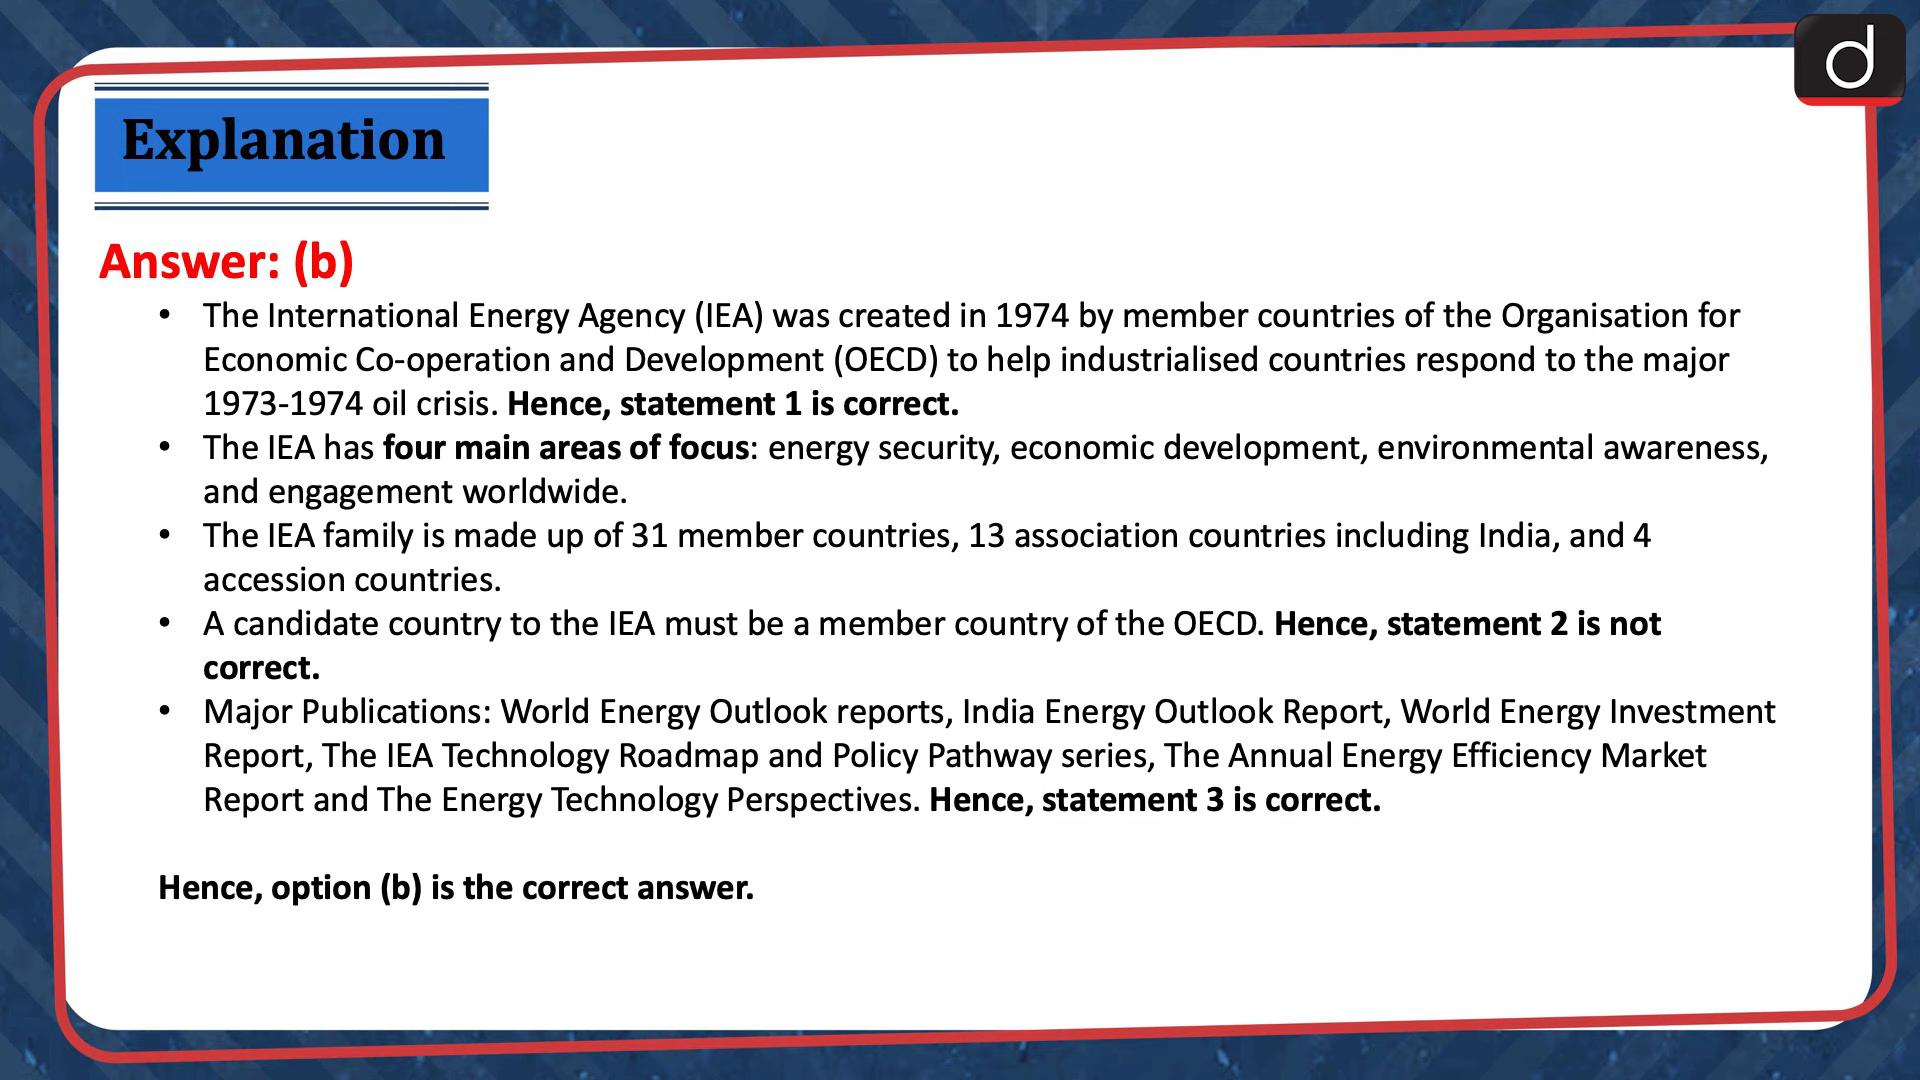 Explanation
d
Answer: (b)
• The International Energy Agency (IEA) was created in 1974 by member countries of the Organisation for
Economic Co-operation and Development (OECD) to help industrialised countries respond to the major
1973-1974 oil crisis. Hence, statement 1 is correct.
• The IEA has four main areas of focus: energy security, economic development, environmental awareness,
and engagement worldwide.
• The IEA family is made up of 31 member countries, 13 association countries including India, and 4
accession countries.
• A candidate country to the IEA must be a member country of the OECD. Hence, statement 2 is not
correct.
• Major Publications: World Energy Outlook reports, India Energy Outlook Report, World Energy Investment
Report, The IEA Technology Roadmap and Policy Pathway series, The Annual Energy Efficiency Market
Report and The Energy Technology Perspectives. Hence, statement 3 is correct.
Hence, option (b) is the correct answer.